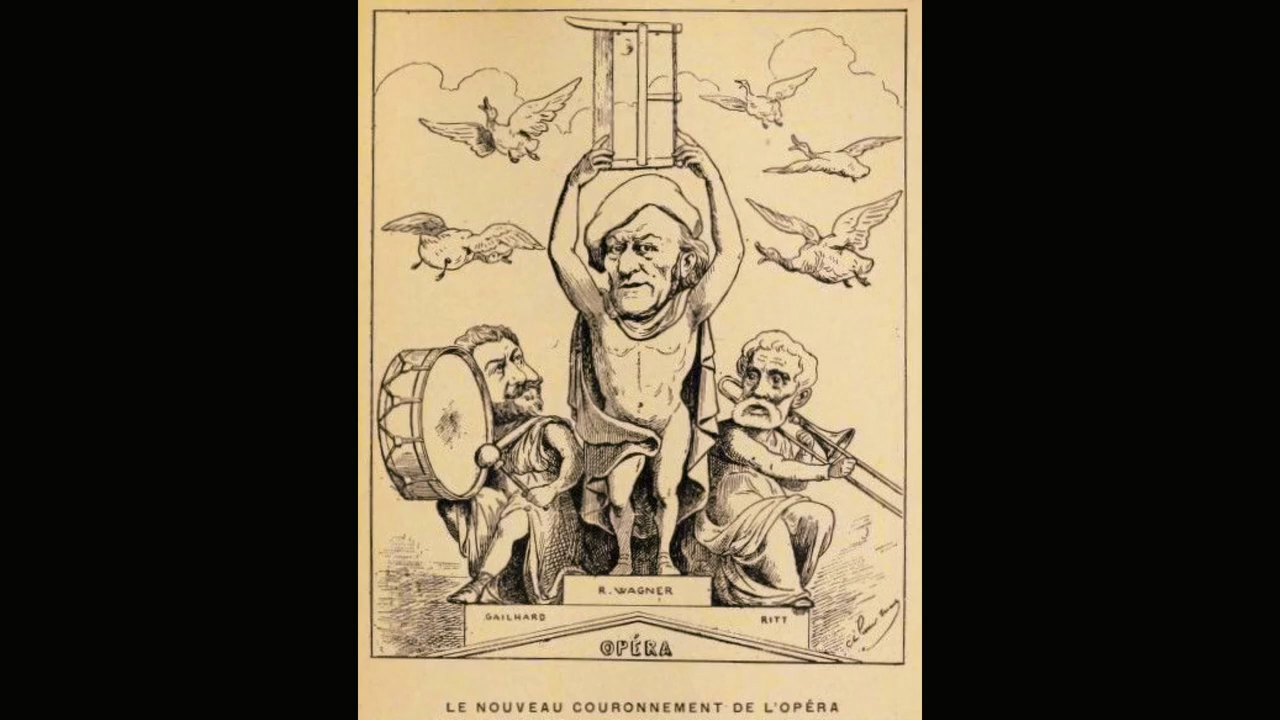 R. WAGNER
GAILHARD
RITT
OPÉRA
LE NOUVEAU COURONNEMENT DE L'OPÉRA